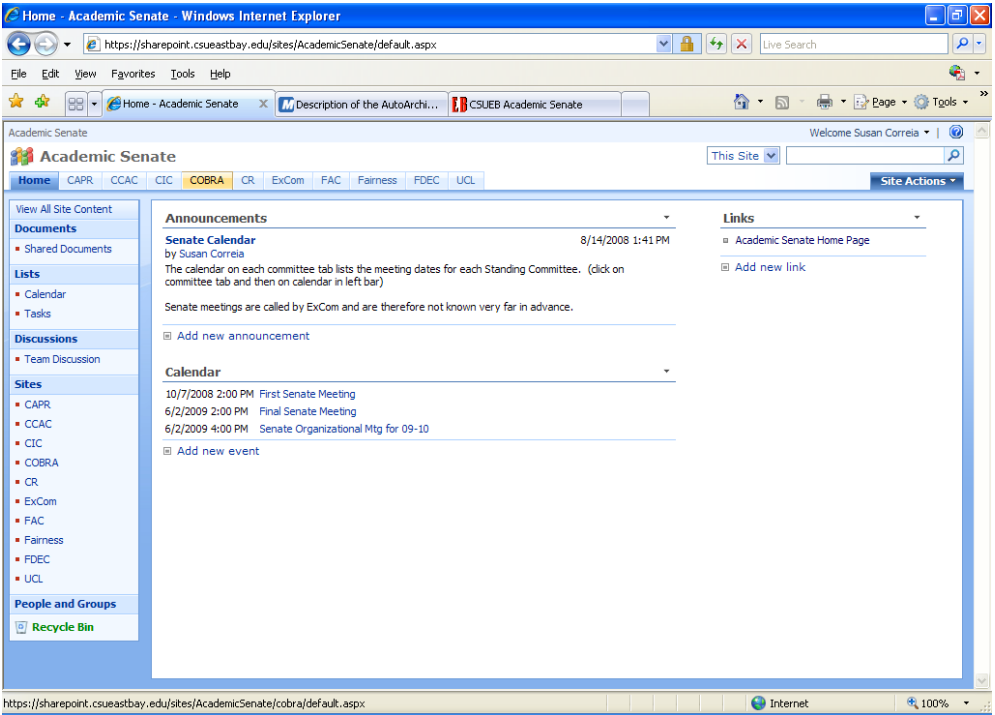 Home - Academic Senate - Windows Internet Explorer
https://sharepoint.csueastbay.edu/sites/AcademicSenate/default.aspx
Live Search
File Edit View Favorites Tools Help
Home - Academic Senate X
Description of the AutoArchi...
CSUEB Academic Senate
Page Tools »
Academic Senate
Welcome Susan Correia
Academic Senate
This Site
Home CAPR CCAC CIC COBRA CR ExCom FAC Fairness FDEC UCL
Site Actions
View All Site Content
Documents
Shared Documents
Lists
Calendar
Tasks
Discussions
Team Discussion
Sites
CAPR
CCAC
CIC
COBRA
CR
ExCom
FAC
Fairness
FDEC
UCL
People and Groups
Recycle Bin
Announcements
Senate Calendar 8/14/2008 1:41 PM
by Susan Correia
The calendar on each committee tab lists the meeting dates for each Standing Committee. (click on
committee tab and then on calendar in left bar)
Senate meetings are called by ExCom and are therefore not known very far in advance.
Add new announcement
Calendar
10/7/2008 2:00 PM First Senate Meeting
6/2/2009 2:00 PM Final Senate Meeting
6/2/2009 4:00 PM Senate Organizational Mtg for 09-10
Add new event
Links
Academic Senate Home Page
Add new link
https://sharepoint.csueastbay.edu/sites/AcademicSenate/cobra/default.aspx
Internet
100%